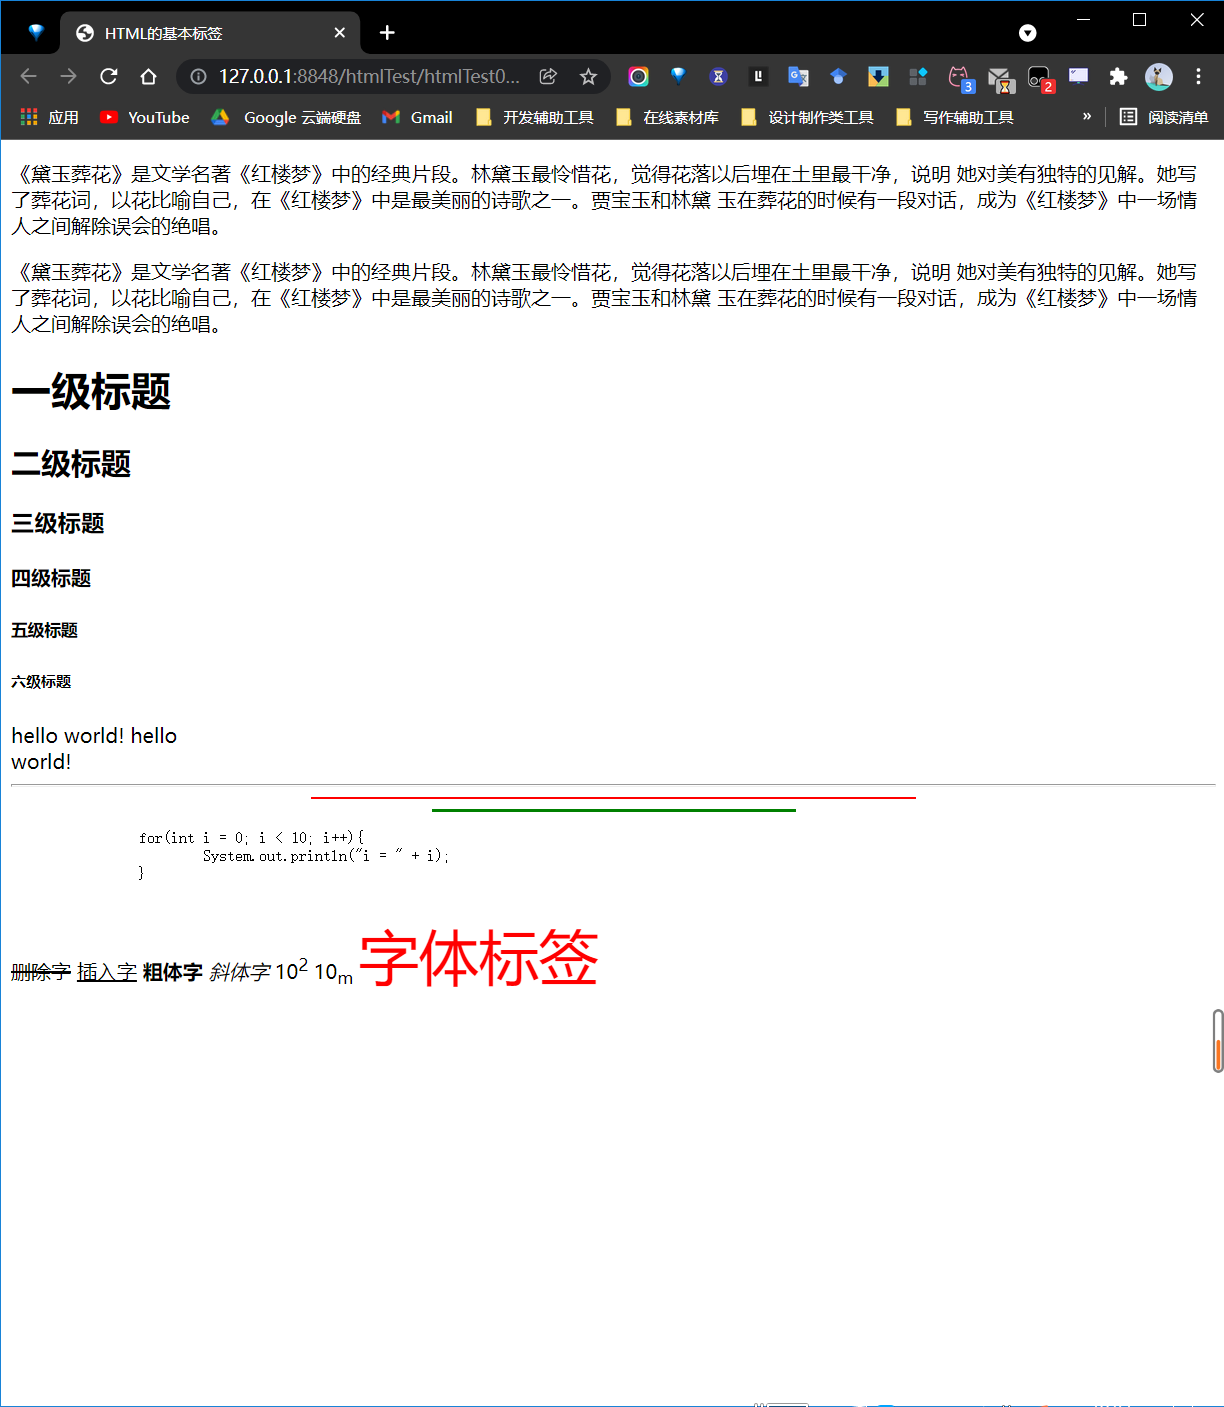 HTML的基本标签
127.0.0.1:8848/htmlTest/htmlTest0...
3
2
应用 YouTube Google 云端硬盘 Gmail 开发辅助工具 在线素材库 设计制作类工具 写作辅助工具 » 阅读清单
《黛玉葬花》是文学名著《红楼梦》中的经典片段。林黛玉最怜惜花，觉得花落以后埋在土里最干净，说明 她对美有独特的见解。她写
了葬花词，以花比喻自己，在《红楼梦》中是最美丽的诗歌之一。贾宝玉和林黛 玉在葬花的时候有一段对话，成为《红楼梦》中一场情
人之间解除误会的绝唱。
《黛玉葬花》是文学名著《红楼梦》中的经典片段。林黛玉最怜惜花，觉得花落以后埋在土里最干净，说明 她对美有独特的见解。她写
了葬花词，以花比喻自己，在《红楼梦》中是最美丽的诗歌之一。贾宝玉和林黛 玉在葬花的时候有一段对话，成为《红楼梦》中一场情
人之间解除误会的绝唱。
一级标题
二级标题
三级标题
四级标题
五级标题
六级标题
hello world! hello
world!
for(int i = 0; i < 10; i++){
System.out.println("i = " + i);
}
删除字 插入字 粗体字 斜体字 10² 10ₘ 字体标签